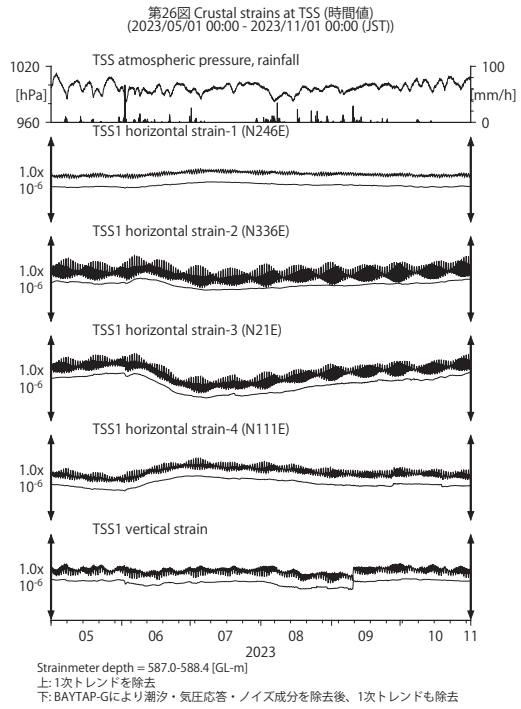 第26図 Crustal strains at TSS (時間値)
(2023/05/01 00:00 - 2023/11/01 00:00 (JST))
TSS atmospheric pressure, rainfall
1020
100
[hPa]
[mm/h]
960
0
TSS1 horizontal strain-1 (N246E)
1.0x
10-6
TSS1 horizontal strain-2 (N336E)
1.0x
10-6
TSS1 horizontal strain-3 (N21E)
1.0x
10-6
TSS1 horizontal strain-4 (N111E)
1.0x
10-6
TSS1 vertical strain
1.0x
10-6
05 06 07 08 09 10 11
2023
Strainmeter depth = 587.0-588.4 [GL-m]
上: 1次トレンドを除去
下: BAYTAP-Gにより潮汐・気圧応答・ノイズ成分を除去後、1次トレンドも除去